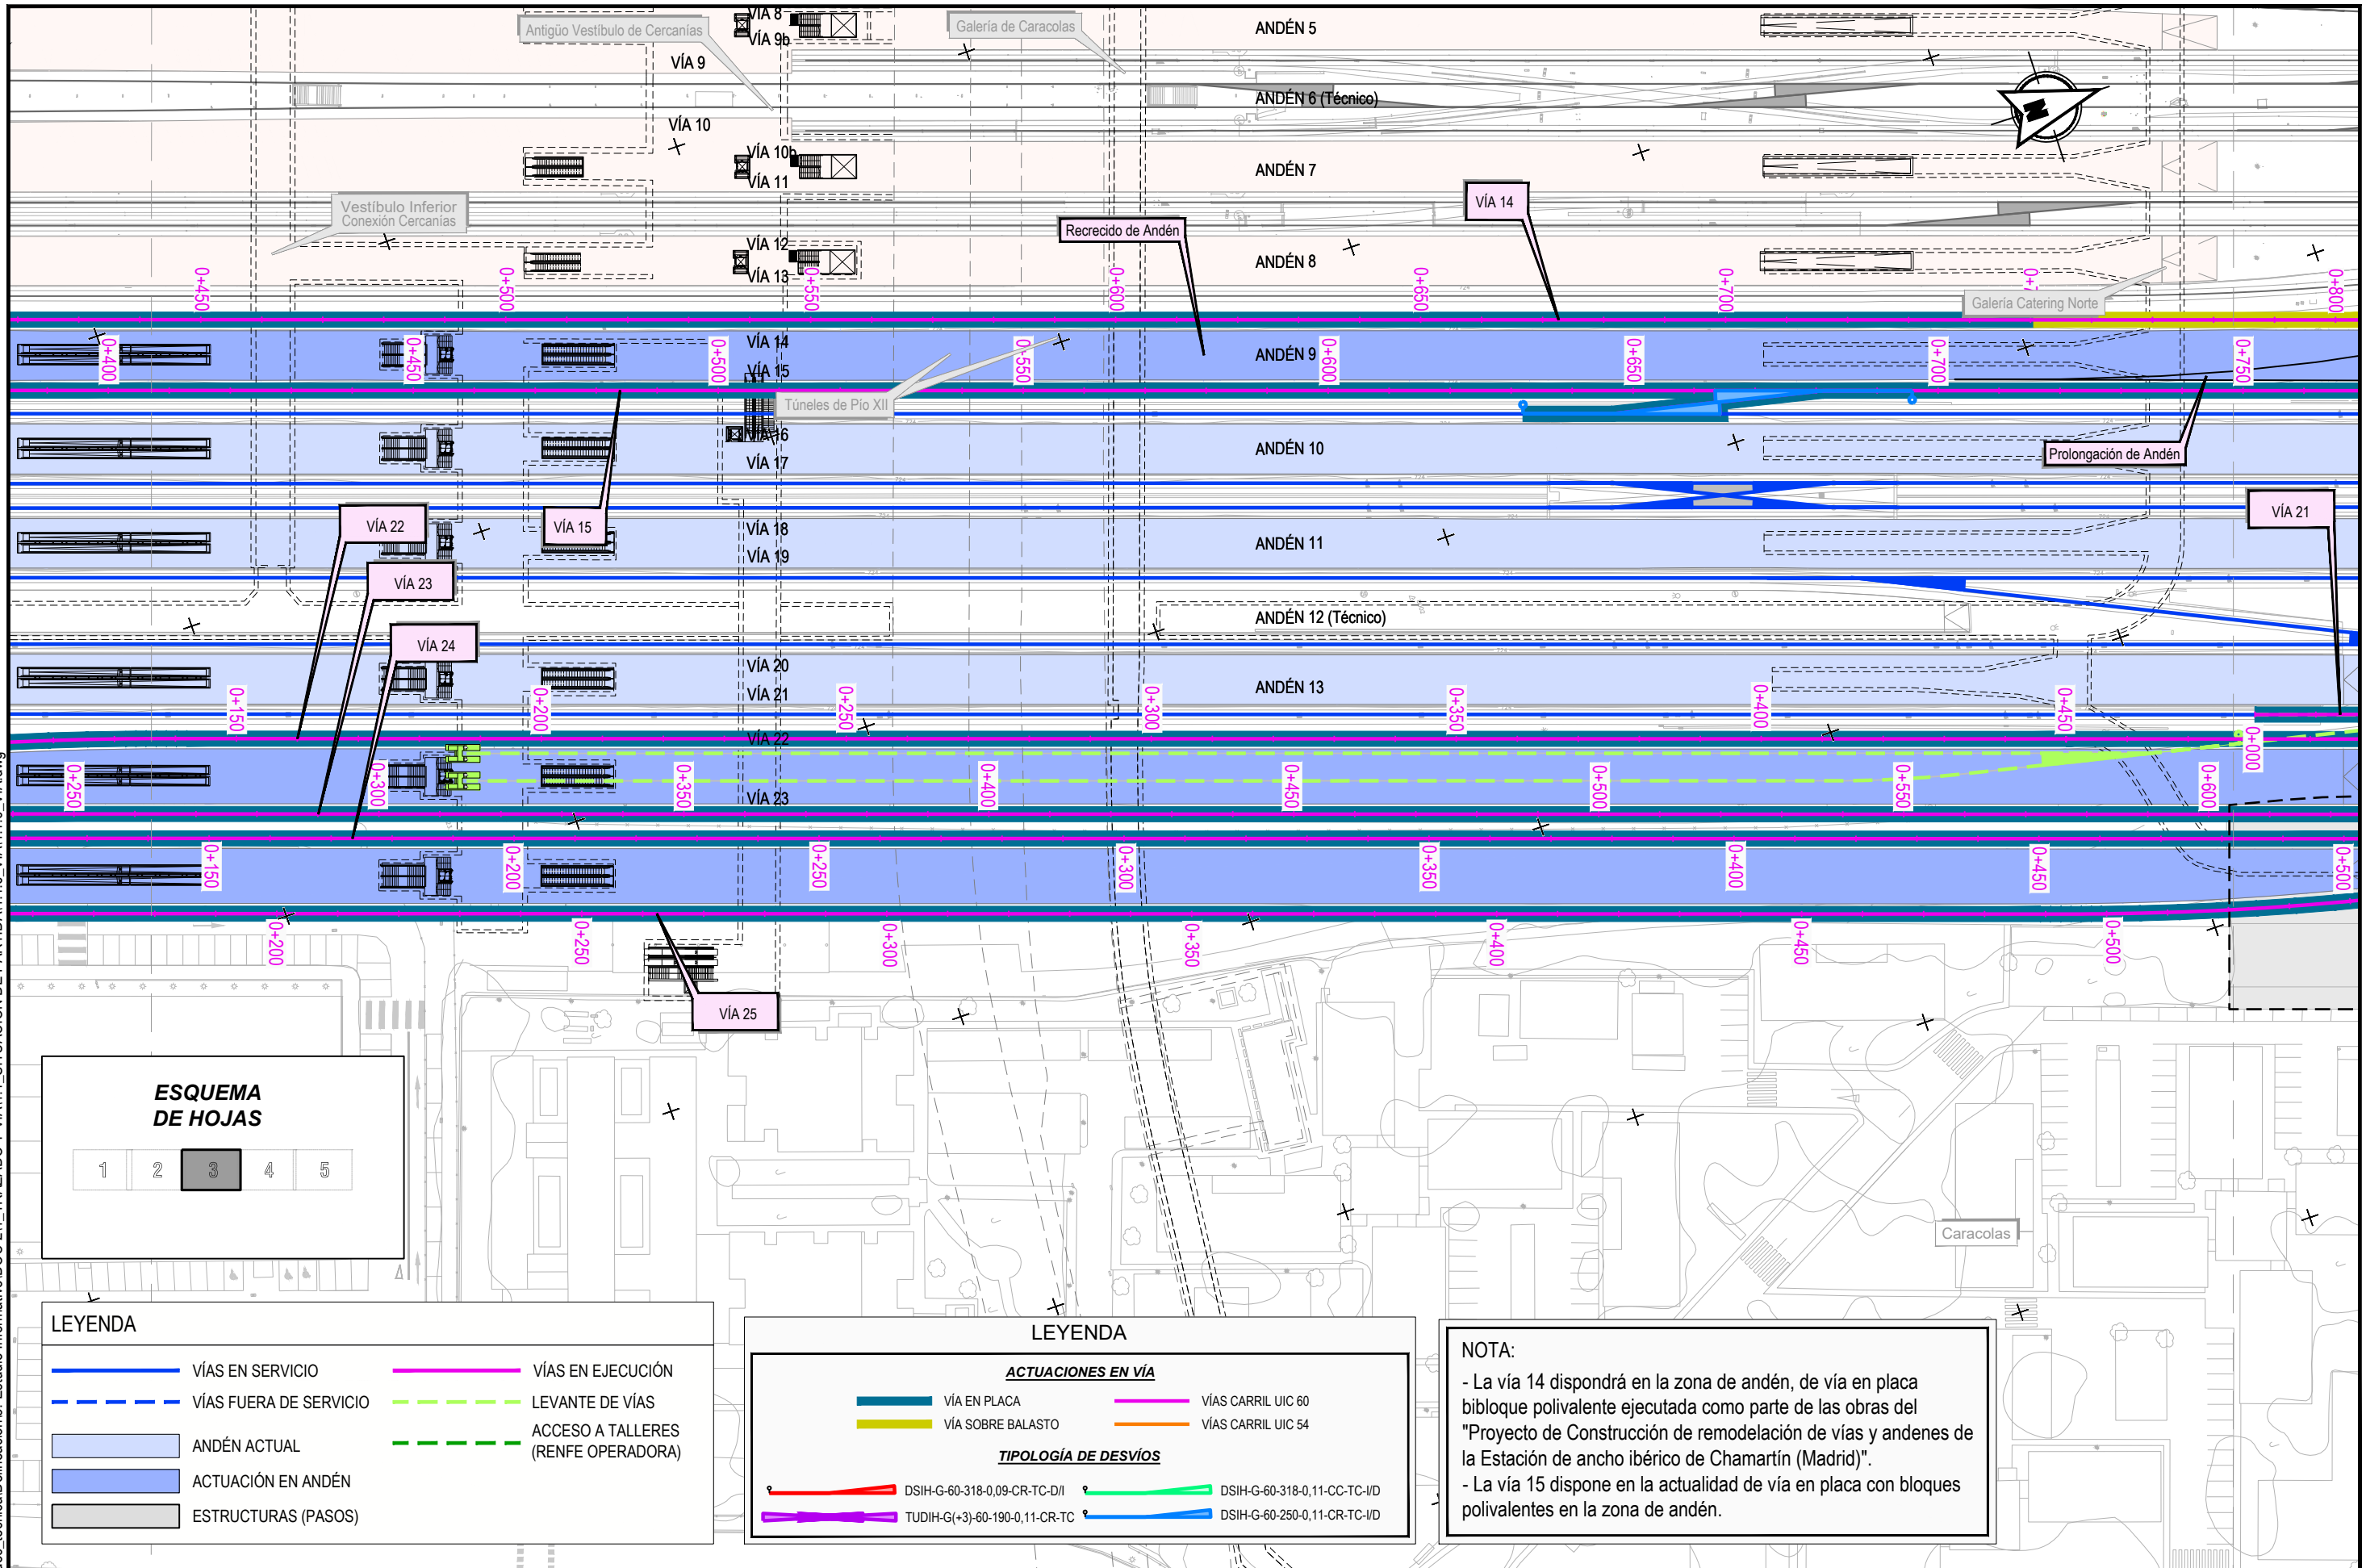 VÍA 8
Antigüo Vestíbulo de Cercanías
Galería de Caracolas
ANDÉN 5
VÍA 9b
VÍA 9
ANDÉN 6 (Técnico)
VÍA 10
VÍA 10b
ANDÉN 7
VÍA 11
VÍA 14
Vestíbulo Inferior
Conexión Cercanías
Recrecido de Andén
VÍA 12
ANDÉN 8
VÍA 13
0+450
0+500
0+550
0+600
0+650
0+700
0+800
Galería Catering Norte
VÍA 14
ANDÉN 9
0+400
0+450
0+500
0+550
0+600
0+650
0+700
0+750
VÍA 15
Túneles de Pío XII
VÍA 16
ANDÉN 10
Prolongación de Andén
VÍA 17
VÍA 22
VÍA 15
VÍA 18
VÍA 21
ANDÉN 11
VÍA 19
VÍA 23
ANDÉN 12 (Técnico)
VÍA 24
VÍA 20
ANDÉN 13
VÍA 21
0+150
0+200
0+250
0+300
0+350
0+400
0+450
0+000
VÍA 22
0+250
0+300
0+350
0+400
0+450
0+500
0+550
0+600
VÍA 23
0+150
0+200
0+250
0+300
0+350
0+400
0+450
0+500
0+200
0+250
0+300
0+350
0+400
0+450
0+500
VÍA 25
ESQUEMA
DE HOJAS
1 2 3 4 5
Caracolas
LEYENDA
VÍAS EN SERVICIO
VÍAS EN EJECUCIÓN
VÍAS FUERA DE SERVICIO
LEVANTE DE VÍAS
ANDÉN ACTUAL
ACCESO A TALLERES
(RENFE OPERADORA)
ACTUACIÓN EN ANDÉN
ESTRUCTURAS (PASOS)
LEYENDA
ACTUACIONES EN VÍA
VÍA EN PLACA
VÍAS CARRIL UIC 60
VÍA SOBRE BALASTO
VÍAS CARRIL UIC 54
TIPOLOGÍA DE DESVÍOS
DSIH-G-60-318-0,09-CR-TC-D/I
DSIH-G-60-318-0,11-CC-TC-I/D
TUDIH-G(+3)-60-190-0,11-CR-TC
DSIH-G-60-250-0,11-CR-TC-I/D
NOTA:
- La vía 14 dispondrá en la zona de andén, de vía en placa
bibloque polivalente ejecutada como parte de las obras del
"Proyecto de Construcción de remodelación de vías y andenes de
la Estación de ancho ibérico de Chamartín (Madrid)".
- La vía 15 dispone en la actualidad de vía en placa con bloques
polivalentes en la zona de andén.